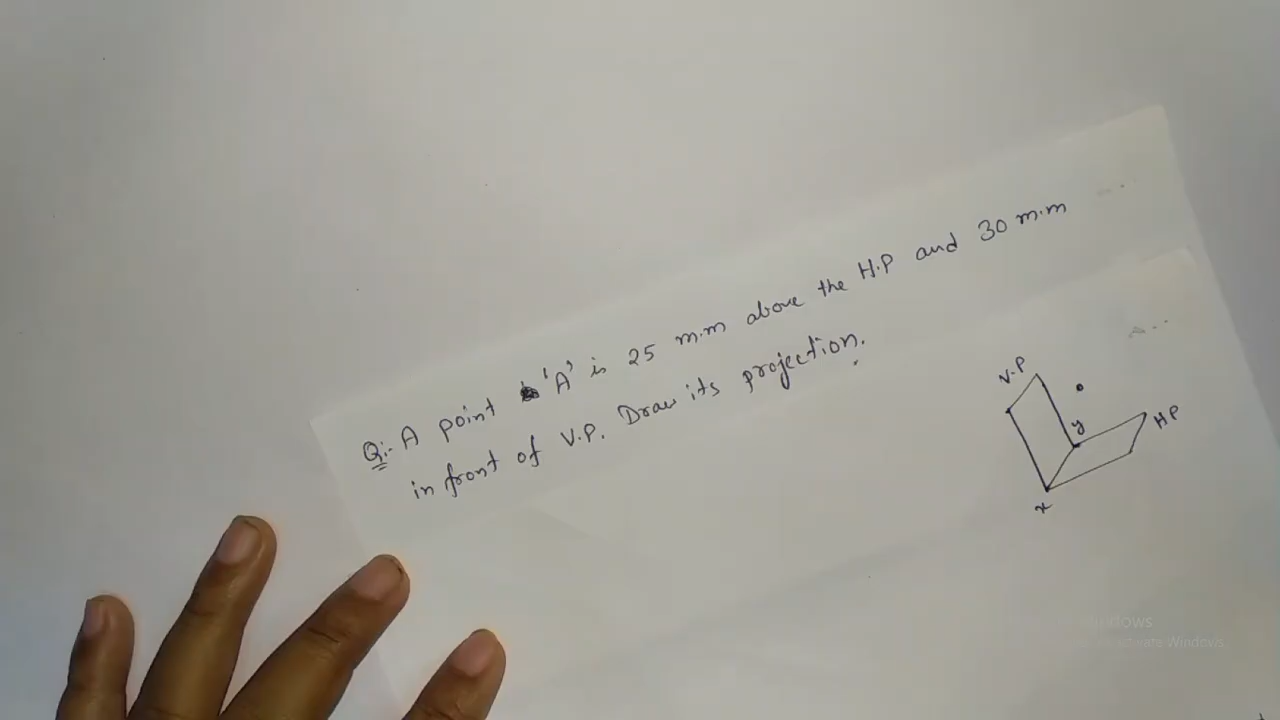 Q:- A point 'A' is 25 m.m above the H.P and 30 m.m
in front of V.P. Draw its projection.
V.P
y
H P
x